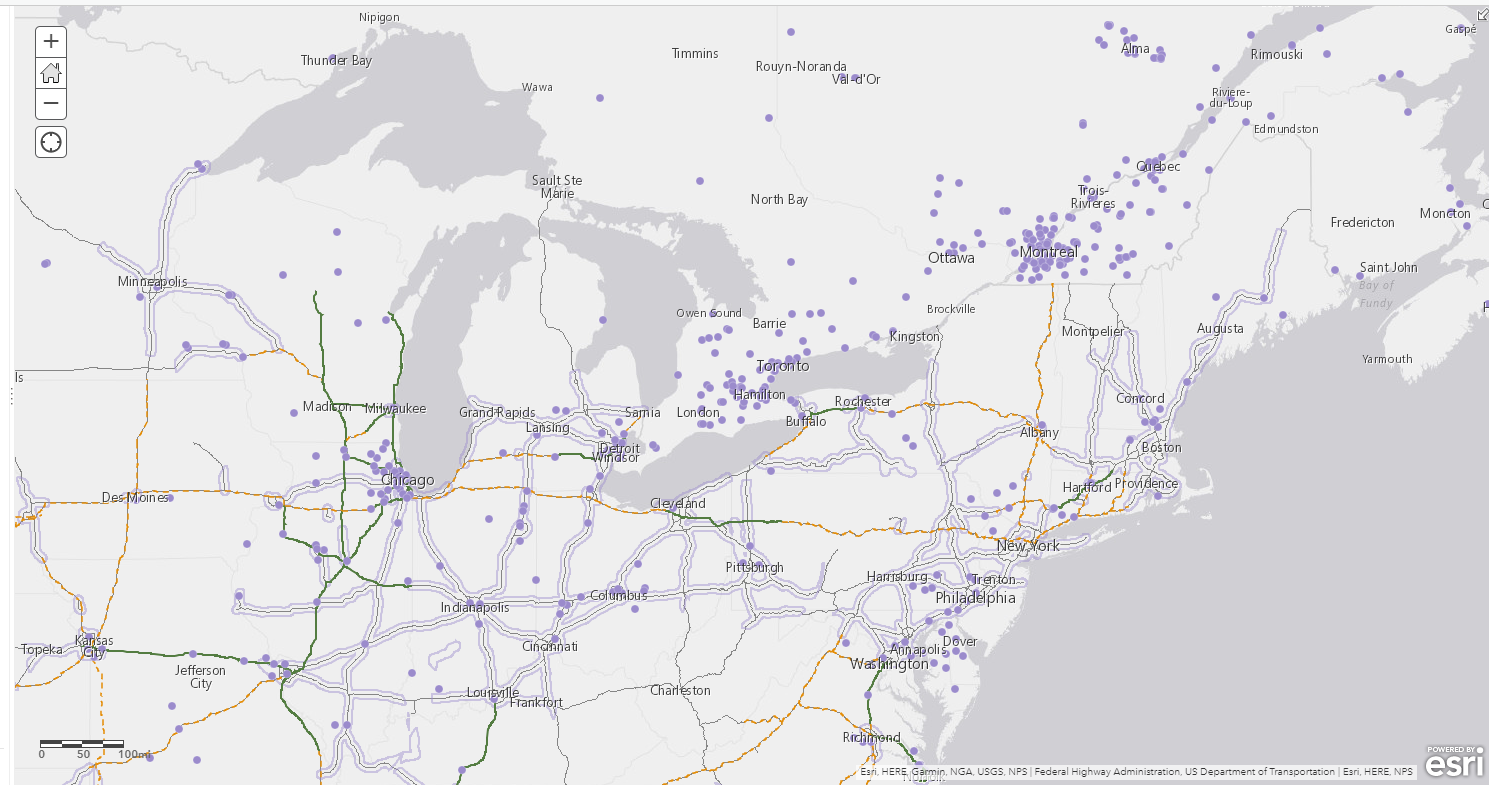 +
−
Nipigon
Gaspé
Thunder Bay
Timmins
Alma
Rimouski
Rouyn-Noranda
Val-d'Or
Wawa
Riviere-
du-Loup
Edmundston
Sault Ste
Marie
Quebec
North Bay
Trois-
Rivières
Fredericton
Moncton
Ottawa
Montreal
Saint John
Bay of
Fundy
Minneapolis
Owen Sound
Barrie
Brockville
Kingston
Montpelier
Augusta
Yarmouth
Toronto
ls
Hamilton
Madison
Milwaukee
Grand Rapids
Sarnia
London
Rochester
Concord
Lansing
Buffalo
Albany
Detroit
Windsor
Boston
Chicago
Hartford
Providence
Des Moines
Cleveland
New York
Pittsburgh
Harrisburg
Trenton
Philadelphia
Indianapolis
Columbus
Topeka
Kansas
City
Cincinnati
Dover
Annapolis
Washington
Jefferson
City
Louisville
Frankfort
Charleston
Richmond
0 50 100mi
POWERED BY
esri
Esri, HERE, Garmin, NGA, USGS, NPS | Federal Highway Administration, US Department of Transportation | Esri, HERE, NPS